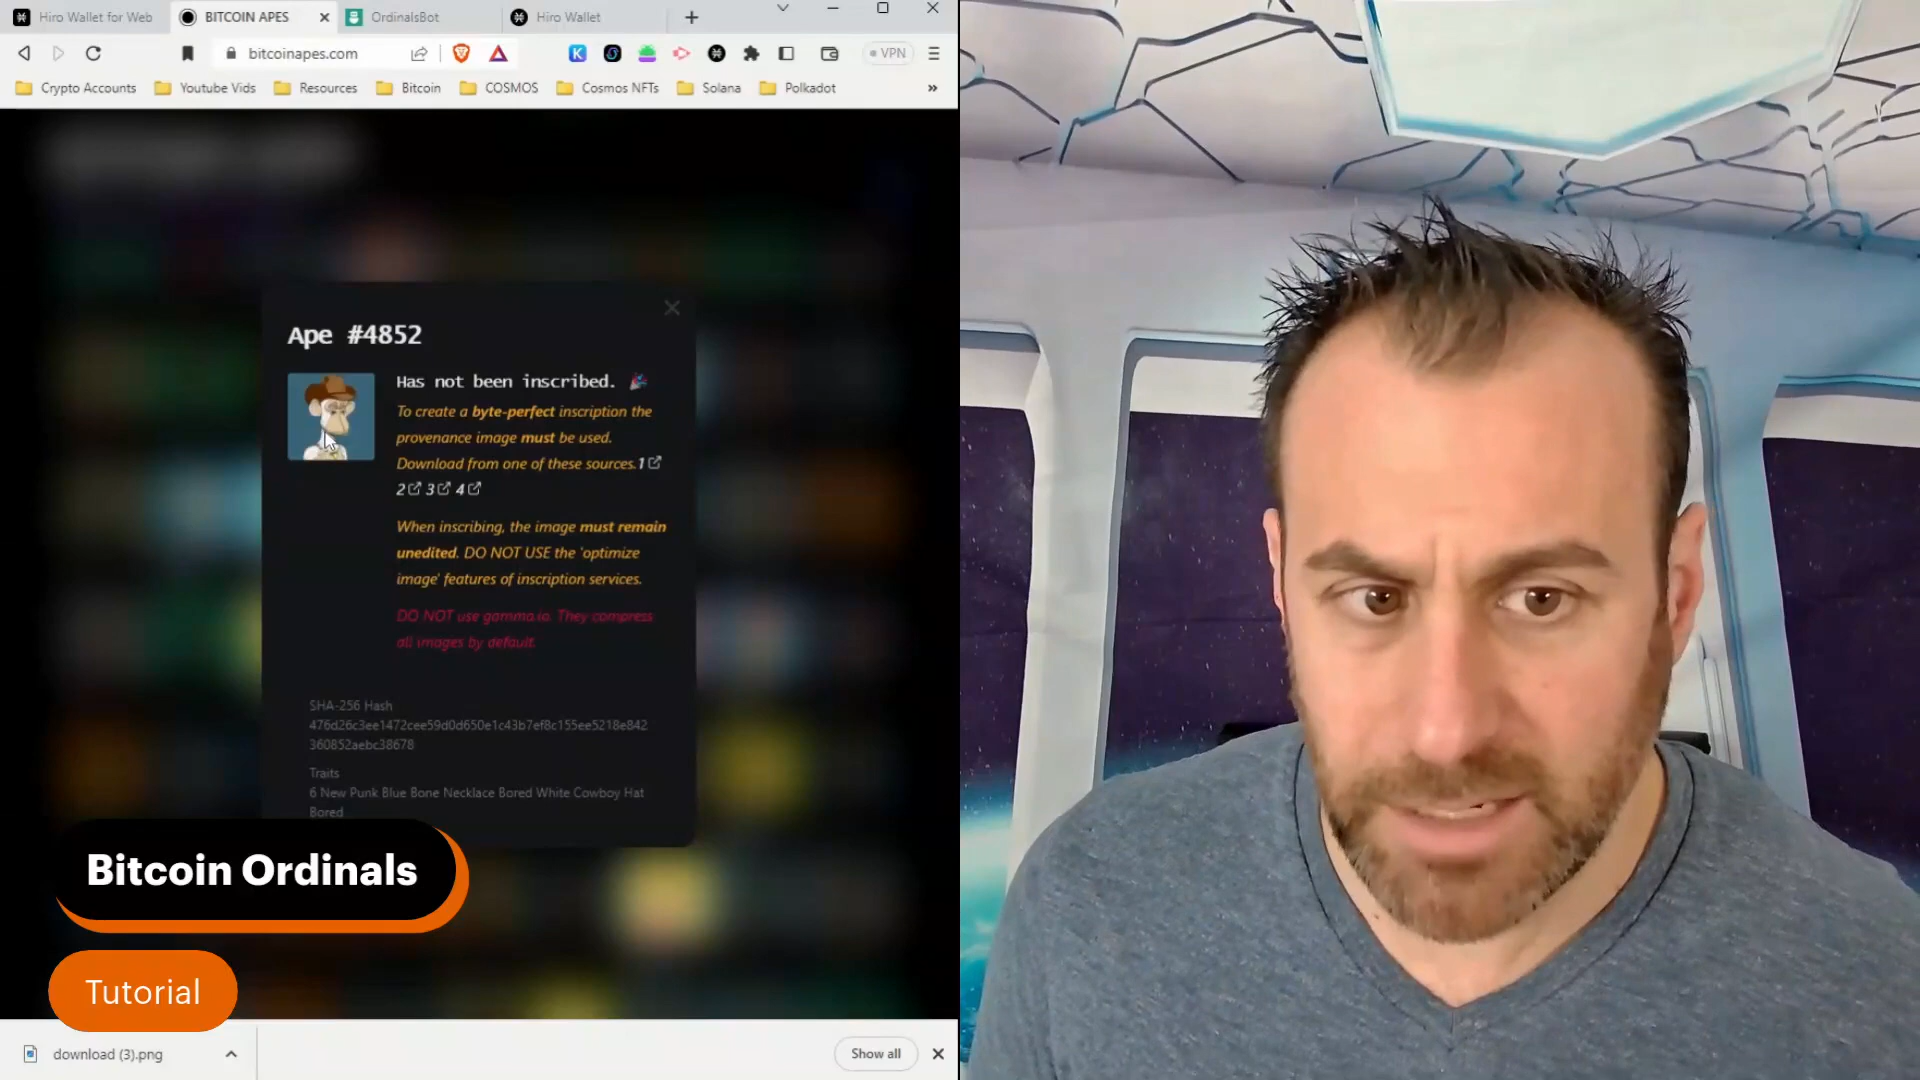 Hiro Wallet for Web
BITCOIN APES
OrdinalsBot
Hiro Wallet
bitcoinapes.com
VPN
Crypto Accounts
Youtube Vids
Resources
Bitcoin
COSMOS
Cosmos NFTs
Solana
Polkadot
Ape #4852
Has not been inscribed.
To create a byte-perfect inscription the
provenance image must be used.
Download from one of these sources.1
2 3 4
When inscribing, the image must remain
unedited. DO NOT USE the 'optimize
image' features of inscription services.
DO NOT use gamma.io. They compress
all images by default.
SHA-256 Hash
476d26c3ee1472cee59d0d650e1c43b7ef8c155ee5218e842
360852aebc38678
Traits
6 New Punk Blue Bone Necklace Bored White Cowboy Hat
Bored
Bitcoin Ordinals
Tutorial
download (3).png
Show all